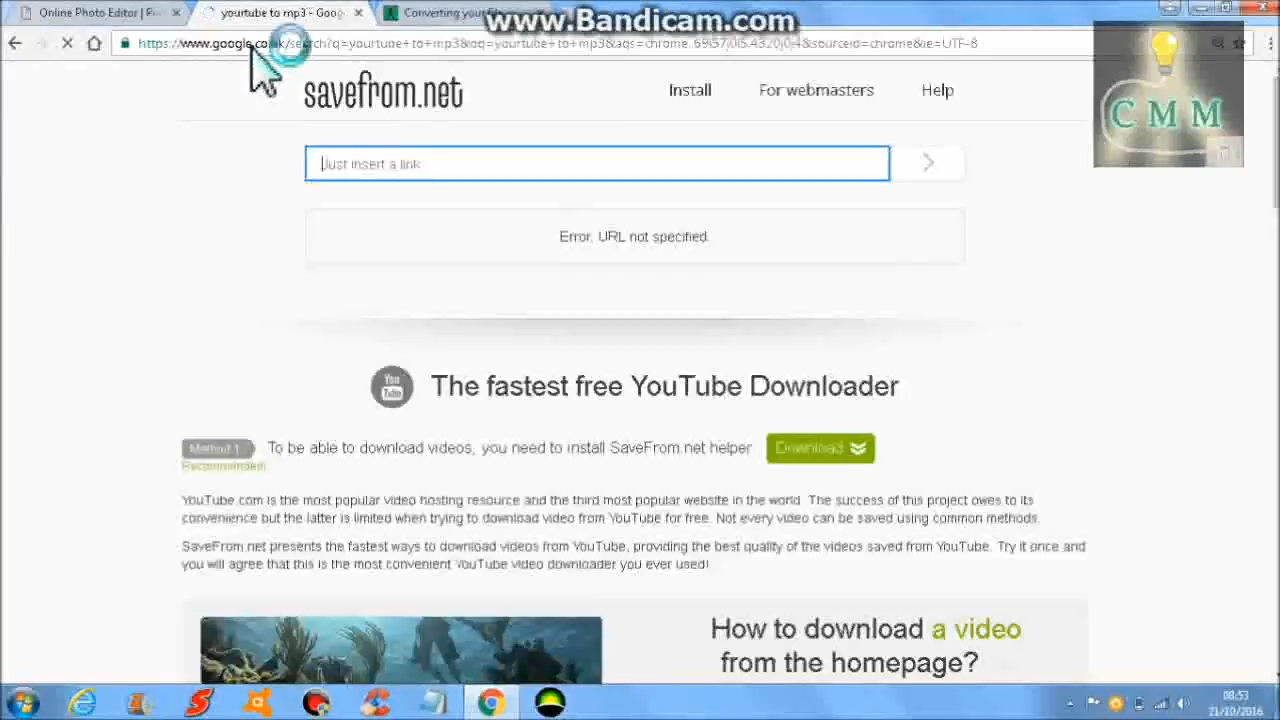 www.Bandicam.com
Online Photo Editor | Pi
yourtube to mp3 - Goog
Converting your
https://www.google.co.uk/search?q=yourtube+to+mp3&oq=yourtube+to+mp3&aqs=chrome..69i57j0l5.4320j0j4&sourceid=chrome&ie=UTF-8
savefrom.net
Install
For webmasters
Help
CMM
Just insert a link
Error. URL not specified.
You Tube
The fastest free YouTube Downloader
Method 1
To be able to download videos, you need to install SaveFrom.net helper
Download
Recommended
YouTube.com is the most popular video hosting resource and the third most popular website in the world. The success of this project owes to its
convenience but the latter is limited when trying to download video from YouTube for free. Not every video can be saved using common methods.
SaveFrom.net presents the fastest ways to download videos from YouTube, providing the best quality of the videos saved from YouTube. Try it once and
you will agree that this is the most convenient YouTube video downloader you ever used!
How to download a video
from the homepage?
08:53
21/10/2016